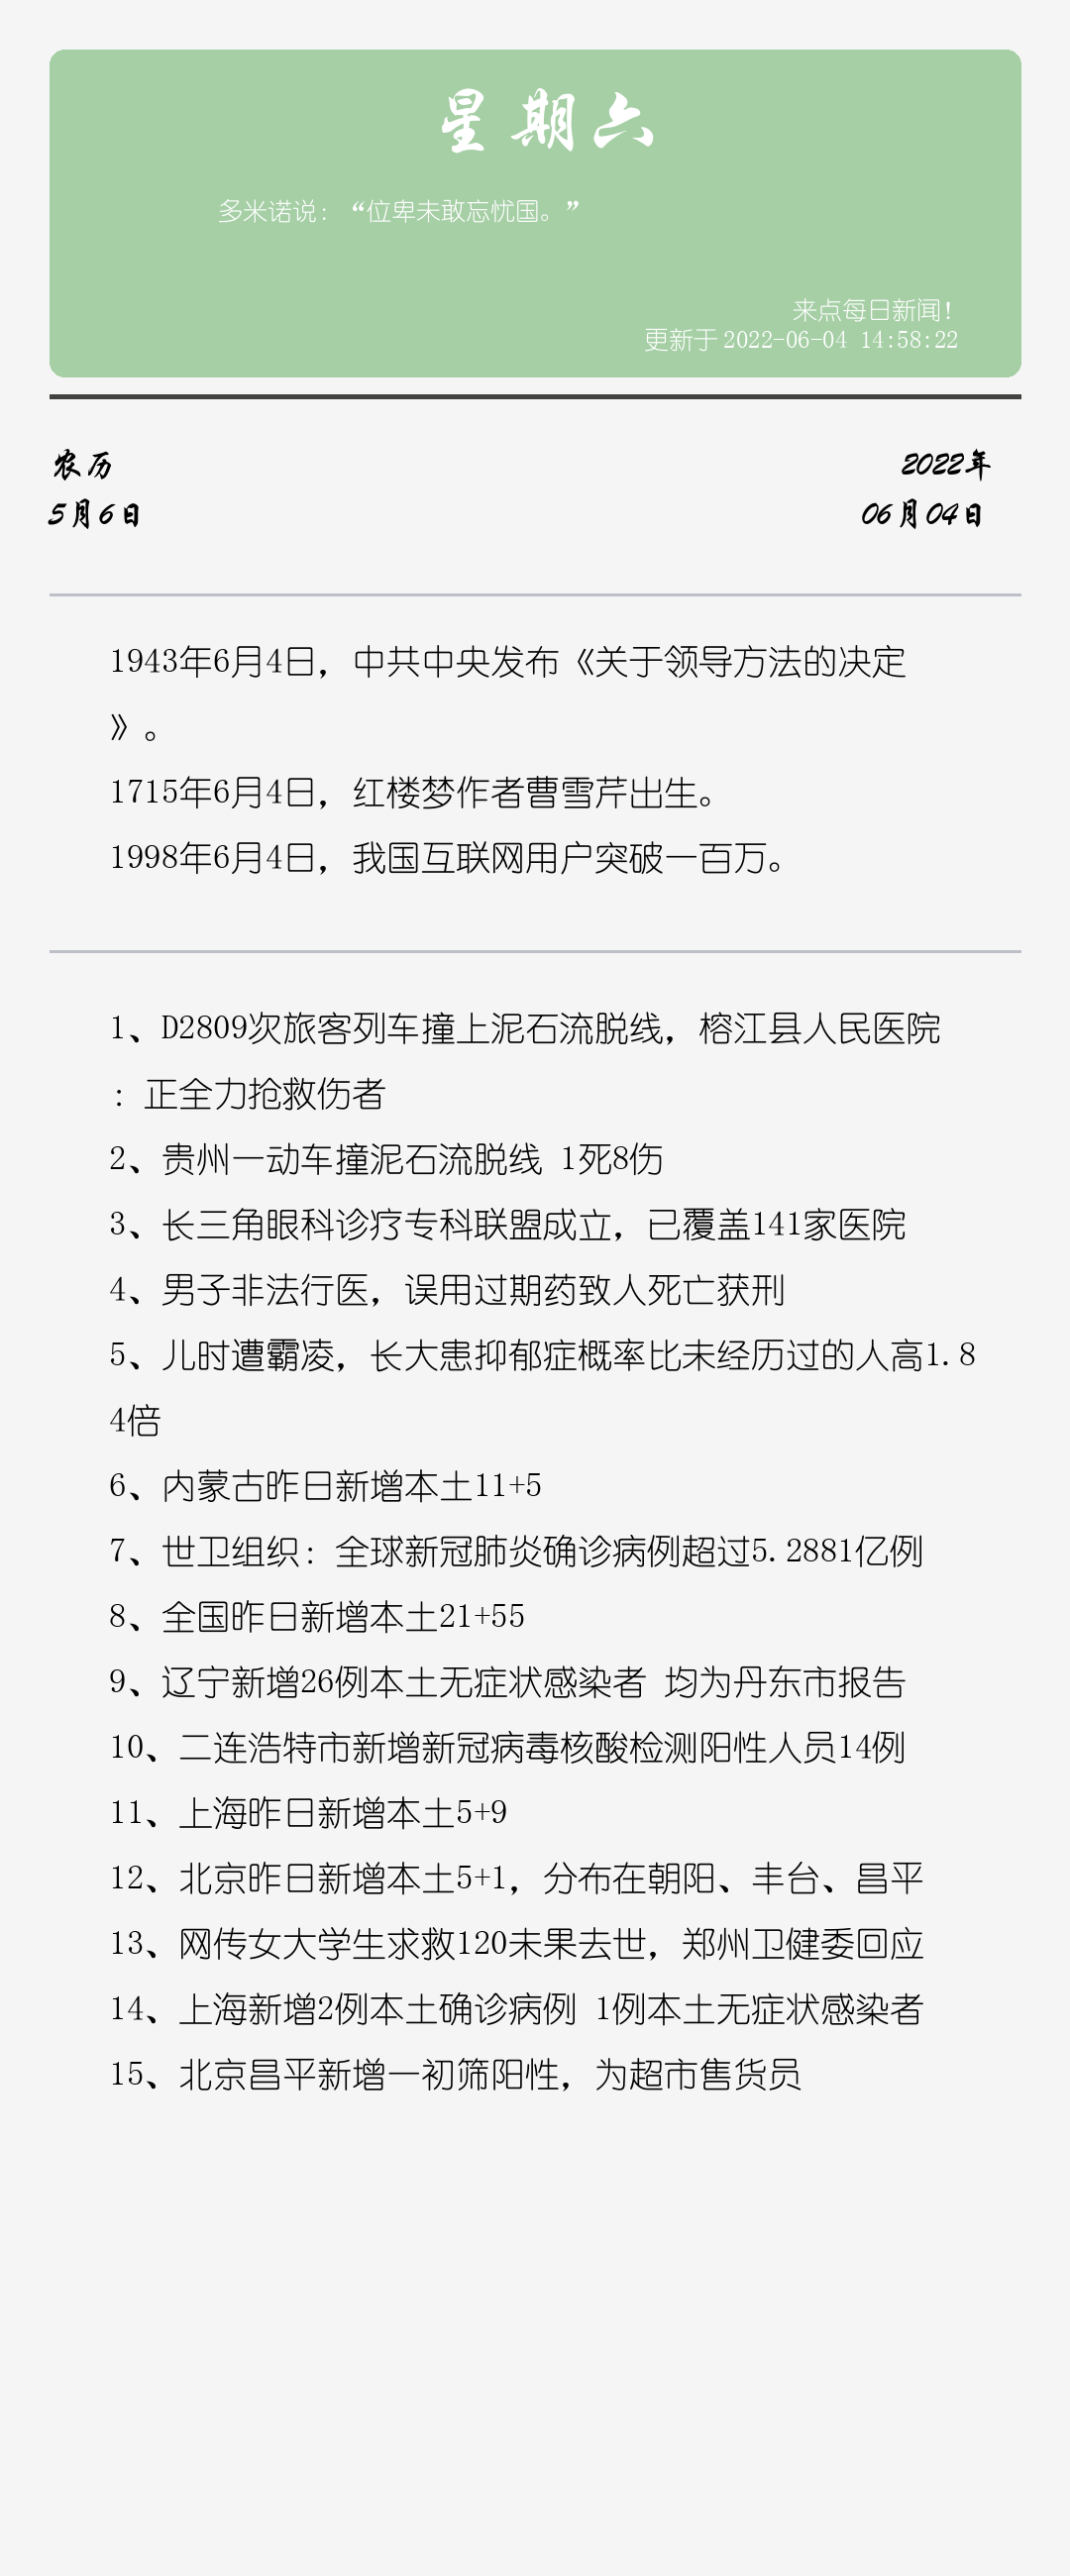 星期六
多米诺说：“位卑未敢忘忧国。”
来点每日新闻！
更新于 2022-06-04 14:58:22
农历
2022年
5月6日
06月04日
1943年6月4日，中共中央发布《关于领导方法的决定
》。
1715年6月4日，红楼梦作者曹雪芹出生。
1998年6月4日，我国互联网用户突破一百万。
1、D2809次旅客列车撞上泥石流脱线，榕江县人民医院
：正全力抢救伤者
2、贵州一动车撞泥石流脱线 1死8伤
3、长三角眼科诊疗专科联盟成立，已覆盖141家医院
4、男子非法行医，误用过期药致人死亡获刑
5、儿时遭霸凌，长大患抑郁症概率比未经历过的人高1.8
4倍
6、内蒙古昨日新增本土11+5
7、世卫组织：全球新冠肺炎确诊病例超过5.2881亿例
8、全国昨日新增本土21+55
9、辽宁新增26例本土无症状感染者 均为丹东市报告
10、二连浩特市新增新冠病毒核酸检测阳性人员14例
11、上海昨日新增本土5+9
12、北京昨日新增本土5+1，分布在朝阳、丰台、昌平
13、网传女大学生求救120未果去世，郑州卫健委回应
14、上海新增2例本土确诊病例 1例本土无症状感染者
15、北京昌平新增一初筛阳性，为超市售货员